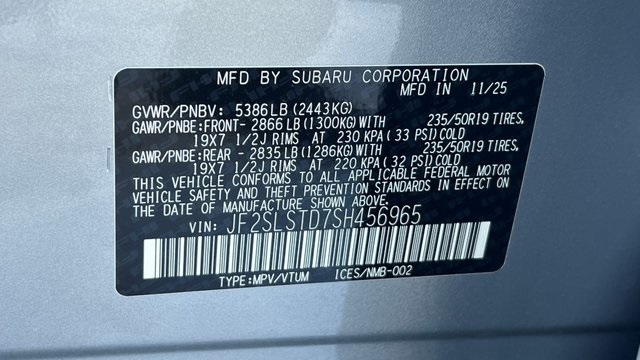 MFD BY SUBARU CORPORATION
MFD IN 11/25
GVWR/PNBV: 5386LB(2443KG)
GAWR/PNBE:FRONT- 2866LB(1300KG)WITH 235/50R19 TIRES,
19X7 1/2J RIMS AT 230 KPA(33 PSI)COLD
GAWR/PNBE:REAR - 2835LB(1286KG)WITH 235/50R19 TIRES,
19X7 1/2J RIMS AT 220 KPA(32 PSI)COLD
THIS VEHICLE CONFORMS TO ALL APPLICABLE FEDERAL MOTOR
VEHICLE SAFETY AND THEFT PREVENTION STANDARDS IN EFFECT
ON THE DATE OF MANUFACTURE SHOWN ABOVE.
VIN: JF2SLSTD7SH456965
TYPE:MPV/VTUM ICES/NMB-002